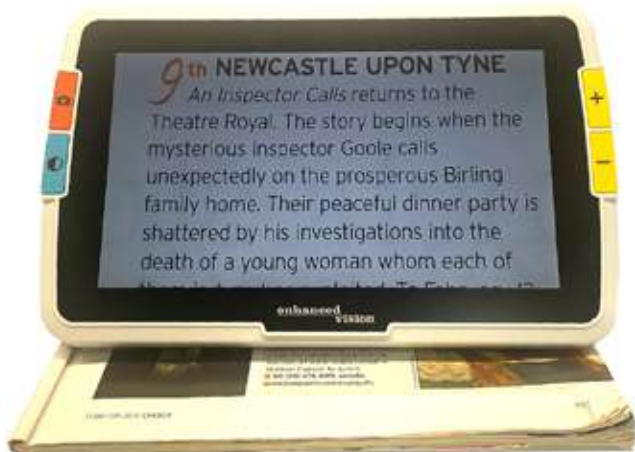 9th NEWCASTLE UPON TYNE
An Inspector Calls returns to the
Theatre Royal. The story begins when the
mysterious Inspector Goole calls
unexpectedly on the prosperous Birling
family home. Their peaceful dinner party is
shattered by his investigations into the
death of a young woman whom each of
+
−
enhanced
vision